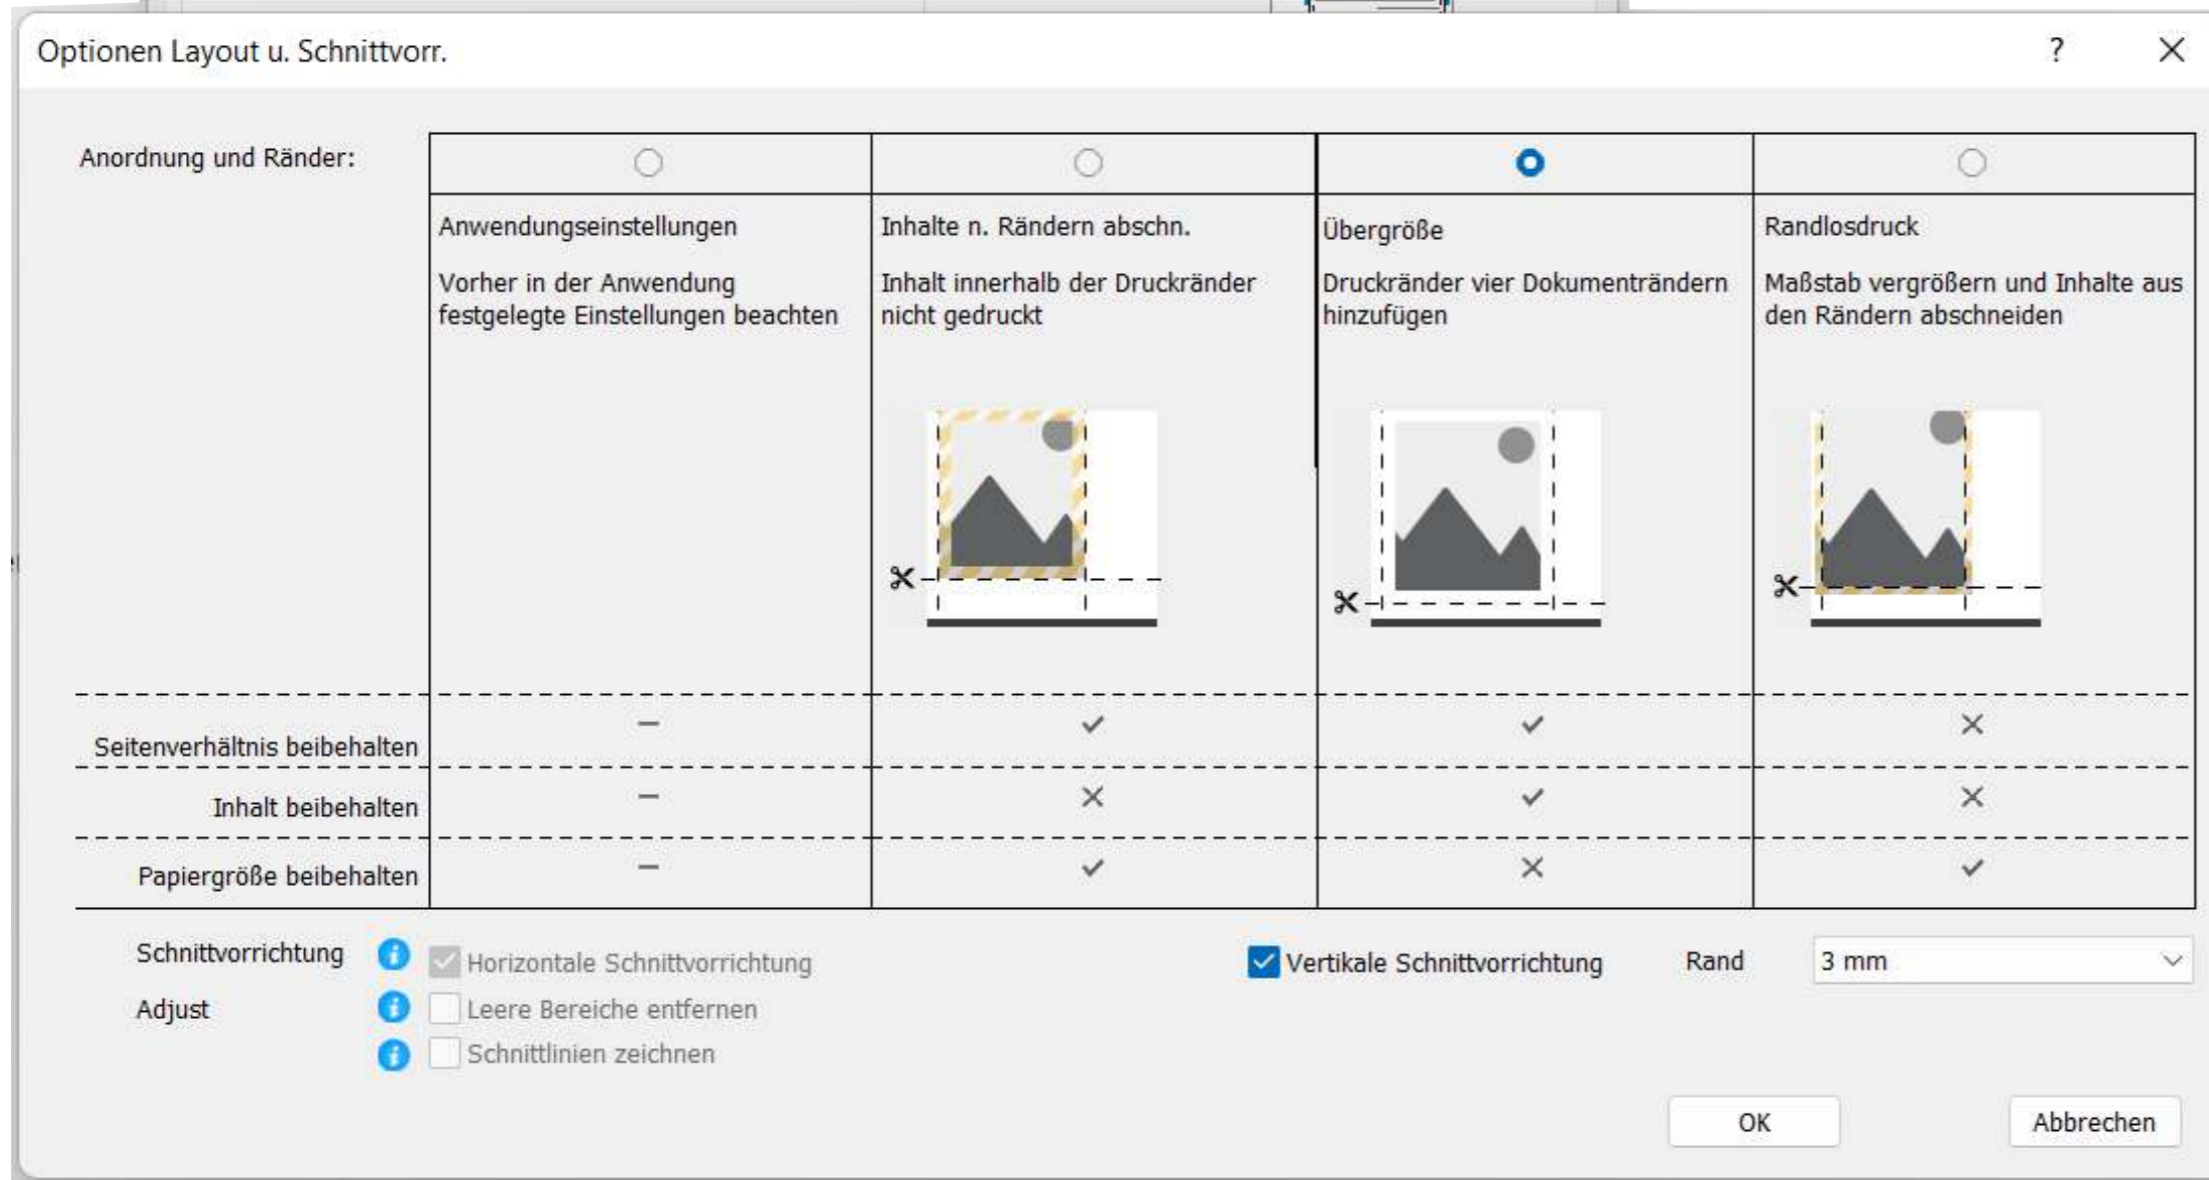 Optionen Layout u. Schnittvorr.
?
Anordnung und Ränder:
Anwendungseinstellungen
Vorher in der Anwendung
festgelegte Einstellungen beachten
Inhalte n. Rändern abschn.
Inhalt innerhalb der Druckränder
nicht gedruckt
Übergröße
Druckränder vier Dokumenträndern
hinzufügen
Randlosdruck
Maßstab vergrößern und Inhalte aus
den Rändern abschneiden
Seitenverhältnis beibehalten
Inhalt beibehalten
Papiergröße beibehalten
Schnittvorrichtung
Horizontale Schnittvorrichtung
Vertikale Schnittvorrichtung
Rand
3 mm
Adjust
Leere Bereiche entfernen
Schnittlinien zeichnen
OK
Abbrechen